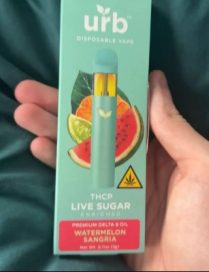 urb
DISPOSABLE VAPE
THCP
LIVE SUGAR
ENRICHED
PREMIUM DELTA 8 OIL
WATERMELON
SANGRIA